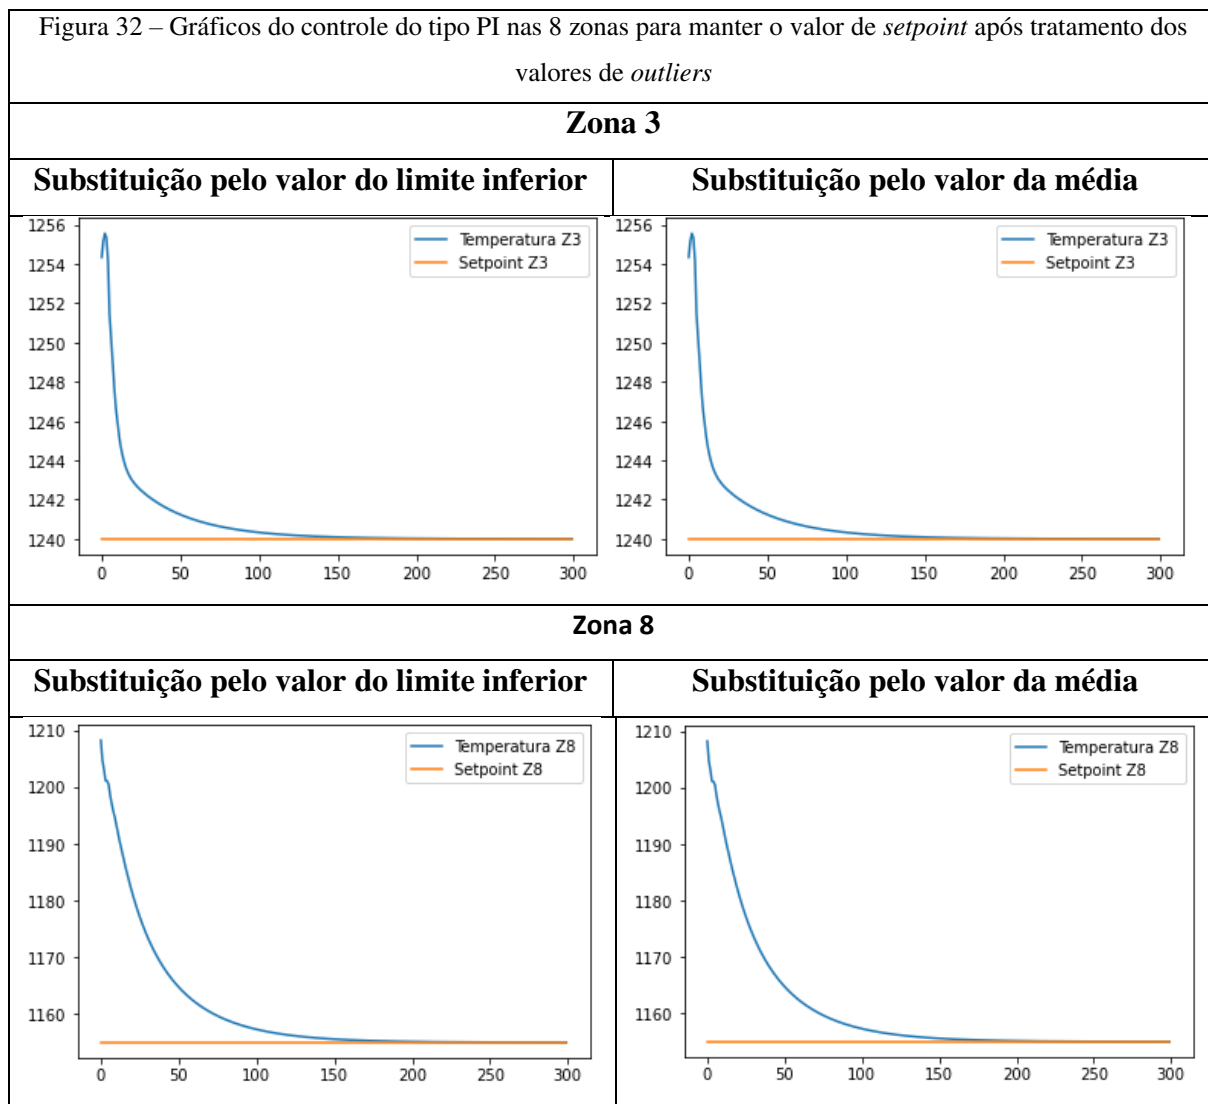 Figura 32 – Gráficos do controle do tipo PI nas 8 zonas para manter o valor de setpoint após tratamento dos
valores de outliers
Zona 3
Substituição pelo valor do limite inferior
Substituição pelo valor da média
1256
1254
1252
1250
1248
1246
1244
1242
1240
0 50 100 150 200 250 300
Temperatura Z3
Setpoint Z3
1256
1254
1252
1250
1248
1246
1244
1242
1240
0 50 100 150 200 250 300
Temperatura Z3
Setpoint Z3
Zona 8
Substituição pelo valor do limite inferior
Substituição pelo valor da média
1210
1200
1190
1180
1170
1160
0 50 100 150 200 250 300
Temperatura Z8
Setpoint Z8
1210
1200
1190
1180
1170
1160
0 50 100 150 200 250 300
Temperatura Z8
Setpoint Z8